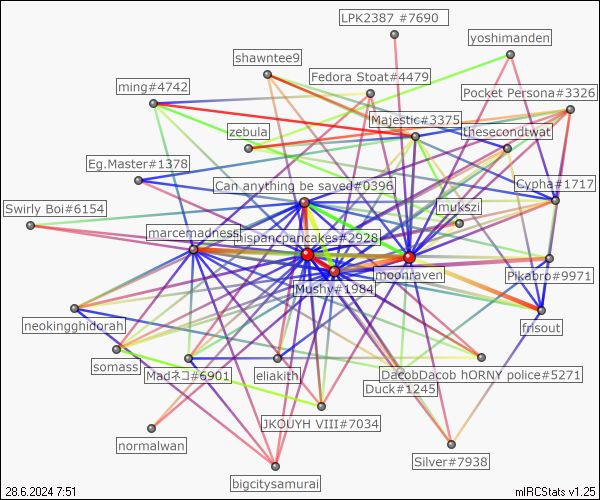 LPK2387 #7690
yoshimanden
shawntee9
Fedora Stoat#4479
ming#4742
Pocket Persona#3326
Majestic#3375
zebula
thesecondtwat
Eg.Master#1378
Can anything be saved#0396
Cypha#1717
Swirly Boi#6154
mukszi
marcemadness
hispancpancakes#2928
moonraven
Pikabro#9971
Mushy#1984
neokingghidorah
frisout
somass
Madネコ#6901
eliakith
DacobDacob hORNY police#5271
Duck#1245
JKOUYH VIII#7034
normalwan
Silver#7938
bigcitysamurai
28.6.2024 7:51
mIRCStats v1.25